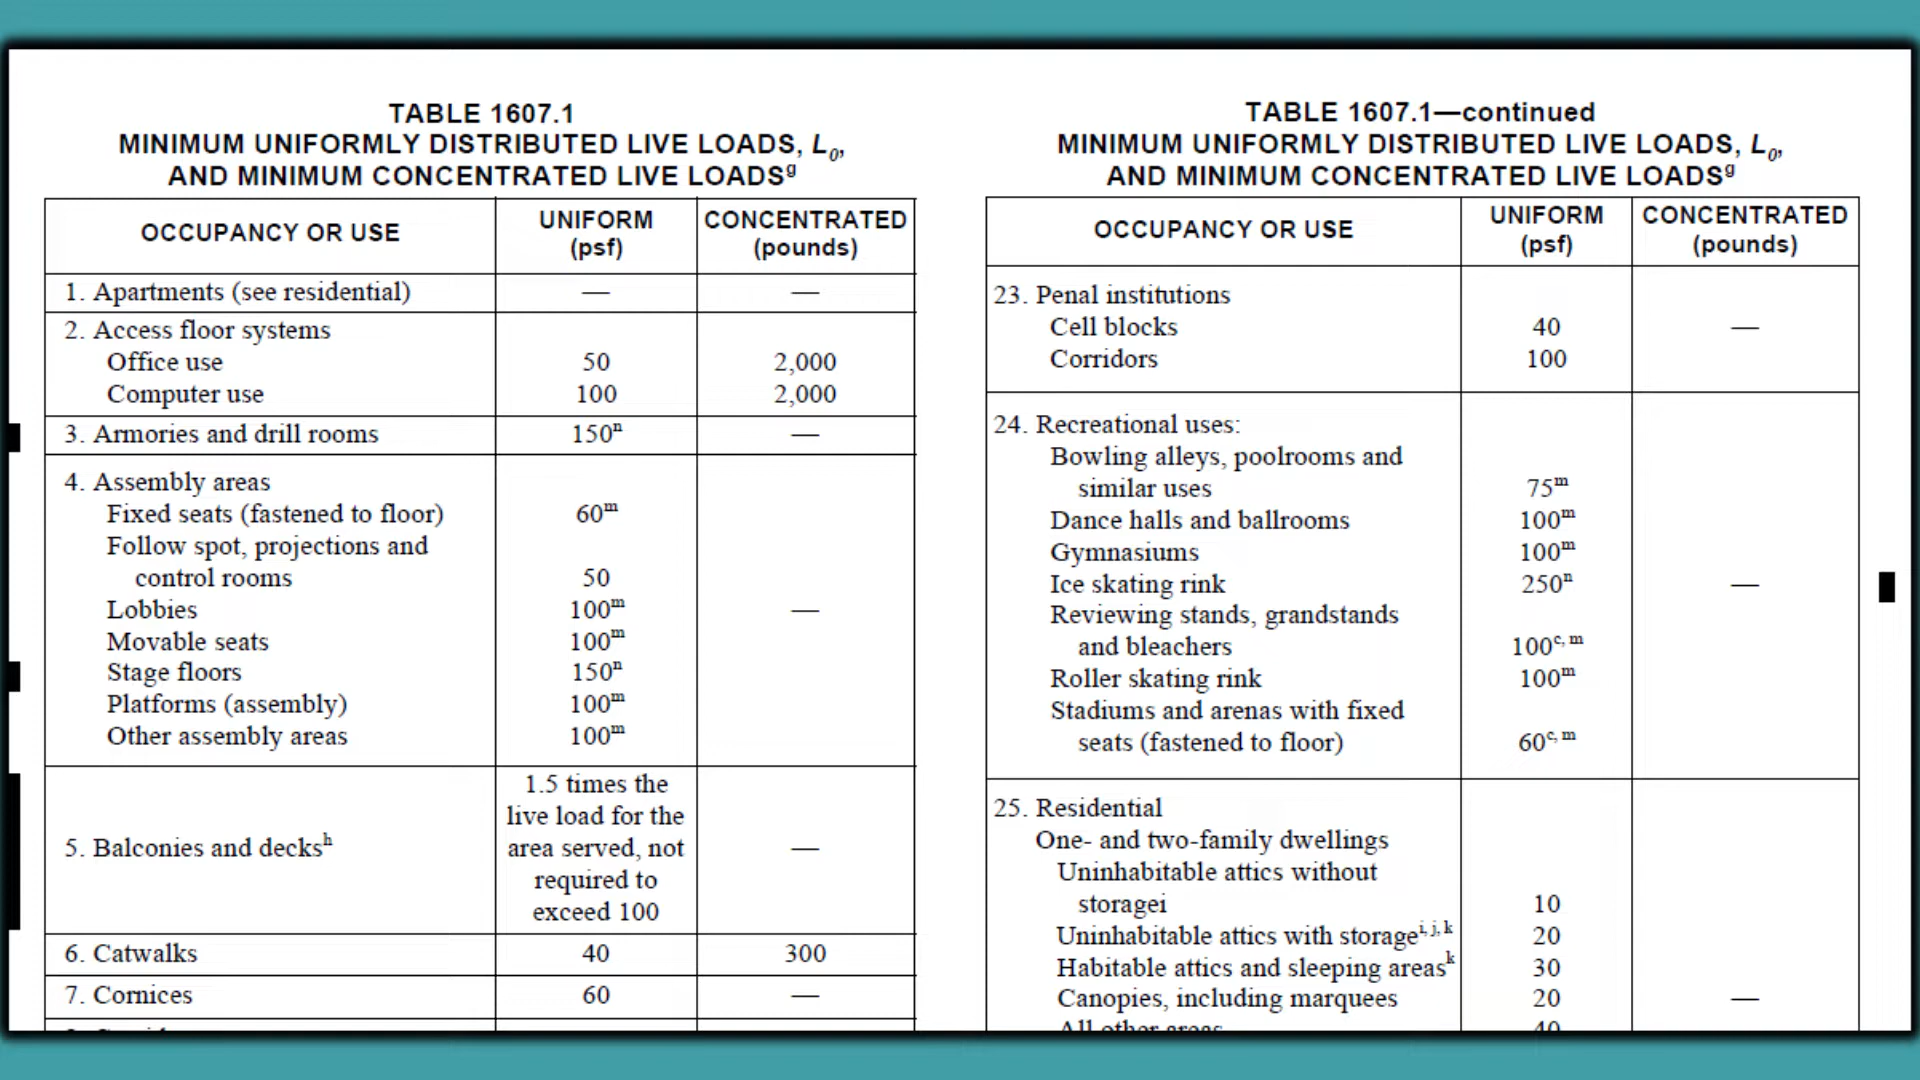 TABLE 1607.1
MINIMUM UNIFORMLY DISTRIBUTED LIVE LOADS, L0,
AND MINIMUM CONCENTRATED LIVE LOADSg
OCCUPANCY OR USE UNIFORM (psf) CONCENTRATED (pounds)
1. Apartments (see residential) — —
2. Access floor systems
Office use 50 2,000
Computer use 100 2,000
3. Armories and drill rooms 150n —
4. Assembly areas
Fixed seats (fastened to floor) 60m
Follow spot, projections and
control rooms 50
Lobbies 100m —
Movable seats 100m
Stage floors 150n
Platforms (assembly) 100m
Other assembly areas 100m
5. Balconies and decksh
1.5 times the
live load for the
area served, not
required to
exceed 100
—
6. Catwalks 40 300
7. Cornices 60 —
TABLE 1607.1—continued
MINIMUM UNIFORMLY DISTRIBUTED LIVE LOADS, L0,
AND MINIMUM CONCENTRATED LIVE LOADSg
OCCUPANCY OR USE UNIFORM (psf) CONCENTRATED (pounds)
23. Penal institutions
Cell blocks 40 —
Corridors 100
24. Recreational uses:
Bowling alleys, poolrooms and
similar uses 75m
Dance halls and ballrooms 100m
Gymnasiums 100m
Ice skating rink 250n —
Reviewing stands, grandstands
and bleachers 100c, m
Roller skating rink 100m
Stadiums and arenas with fixed
seats (fastened to floor) 60c, m
25. Residential
One- and two-family dwellings
Uninhabitable attics without
storagei 10
Uninhabitable attics with storagei, j, k 20
Habitable attics and sleeping areask 30
Canopies, including marquees 20 —
All other areas 40